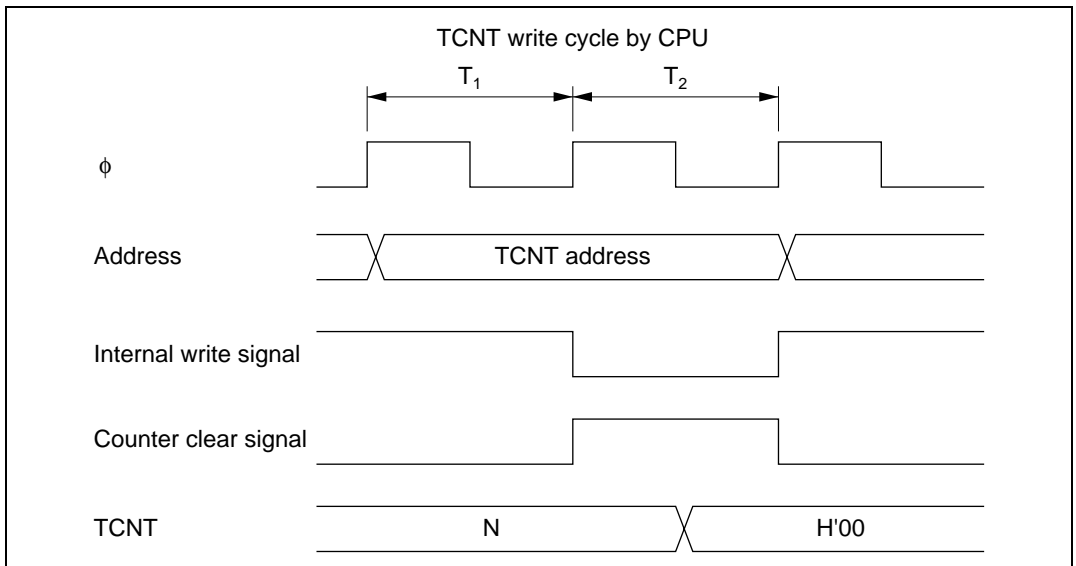 TCNT write cycle by CPU
T₁ T₂
ϕ
Address TCNT address
Internal write signal
Counter clear signal
TCNT N H'00